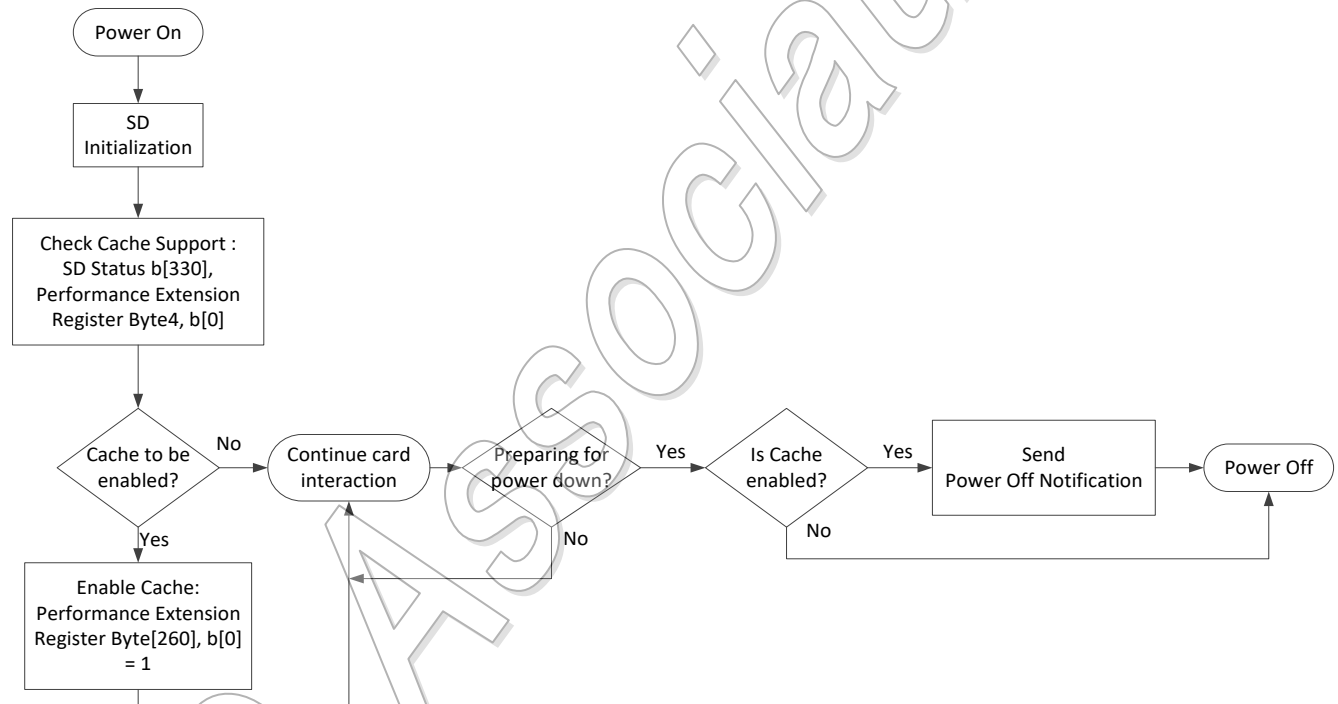 Power On
SD
Initialization
Check Cache Support :
SD Status b[330],
Performance Extension
Register Byte4, b[0]
Cache to be
enabled?
No
Continue card
interaction
Preparing for
power down?
Yes
Is Cache
enabled?
Yes
Send
Power Off Notification
Power Off
Yes
No
No
Enable Cache:
Performance Extension
Register Byte[260], b[0]
= 1
Associat